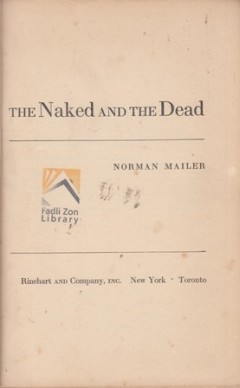 THE Naked AND THE Dead
NORMAN MAILER
Fadli Zon
Library
Rinehart AND Company, INC. New York · Toronto